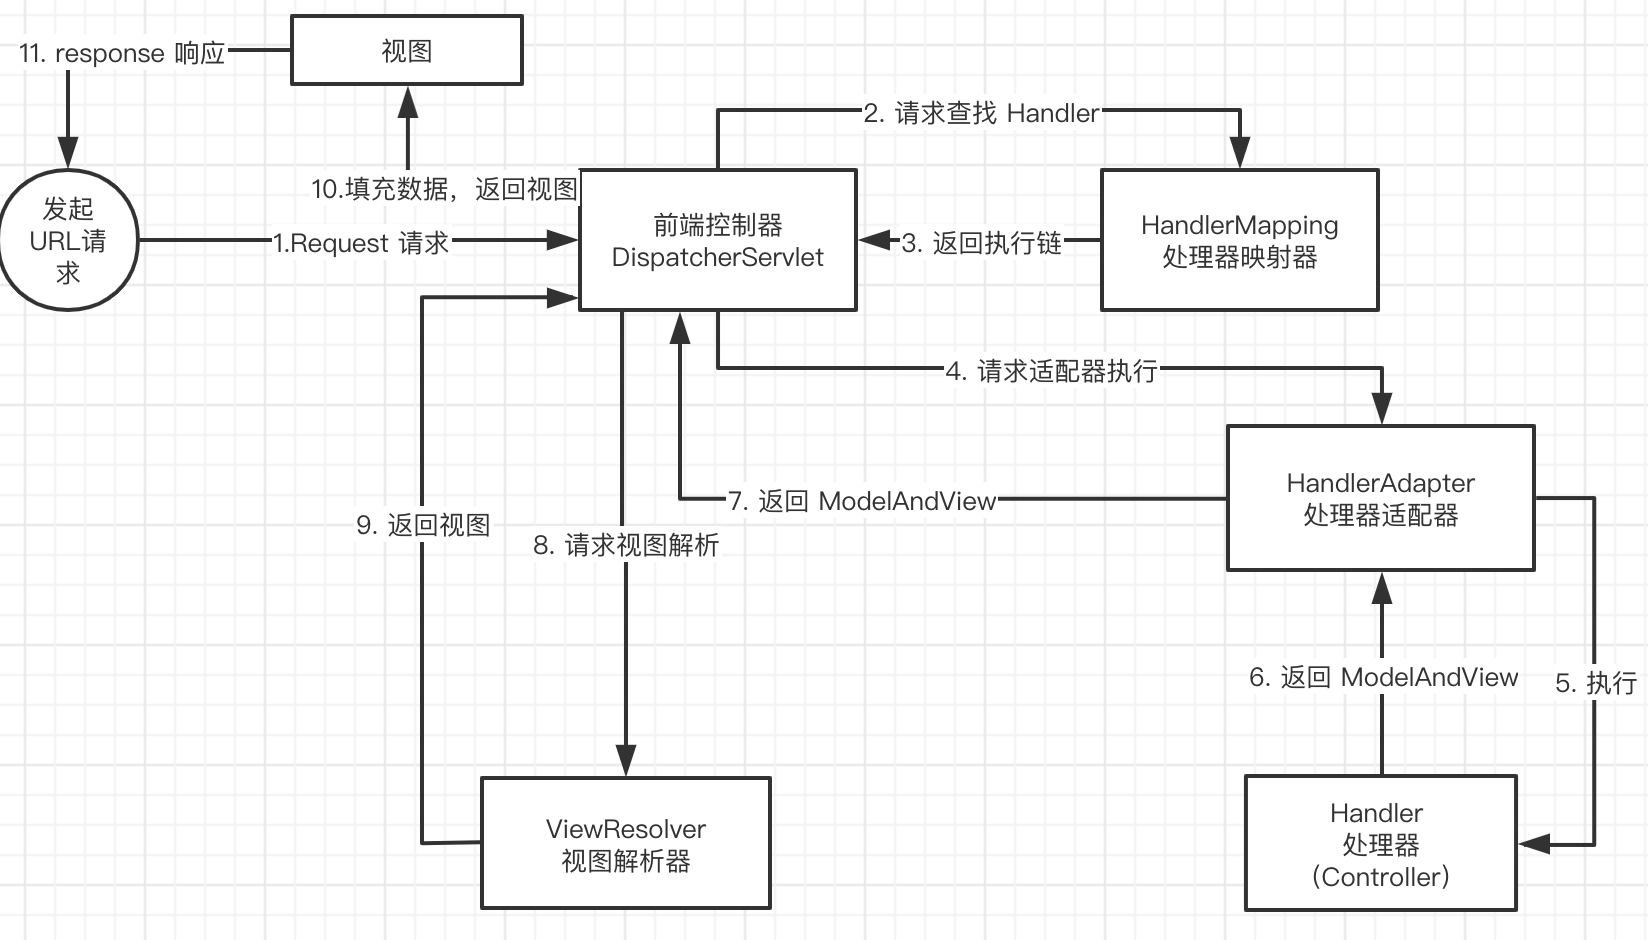 11. response 响应
视图
2. 请求查找 Handler
10.填充数据，返回视图
发起
URL请
求
1.Request 请求
前端控制器
DispatcherServlet
3. 返回执行链
HandlerMapping
处理器映射器
4. 请求适配器执行
7. 返回 ModelAndView
HandlerAdapter
处理器适配器
9. 返回视图
8. 请求视图解析
6. 返回 ModelAndView
5. 执行
ViewResolver
视图解析器
Handler
处理器
（Controller）